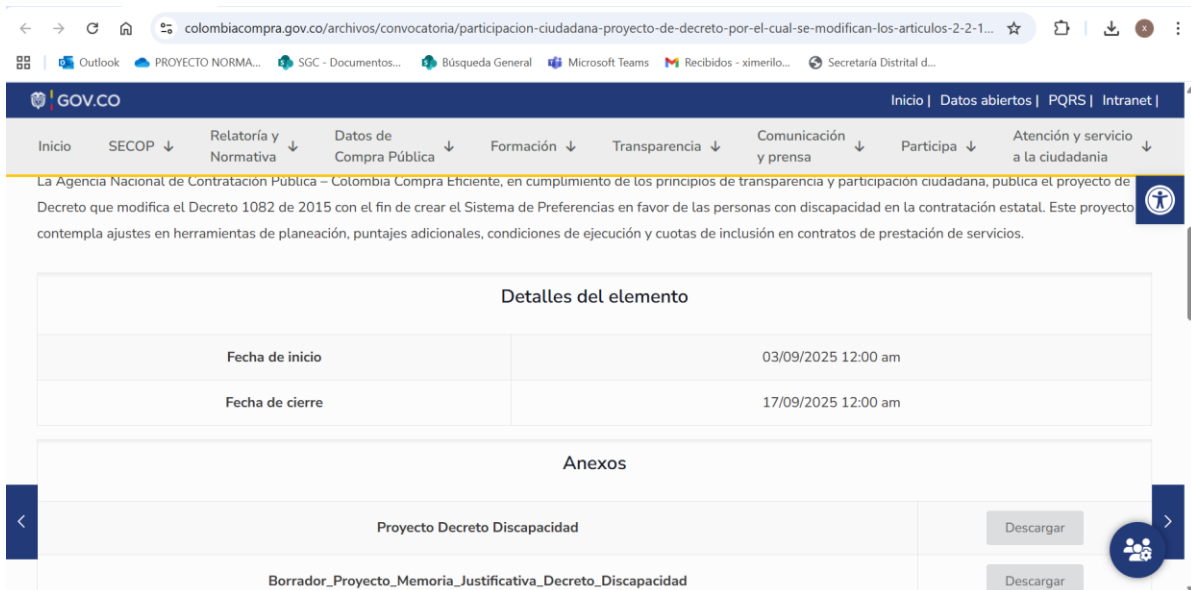 colombiacompra.gov.co/archivos/convocatoria/participacion-ciudadana-proyecto-de-decreto-por-el-cual-se-modifican-los-articulos-2-2-1...
x
Outlook PROYECTO NORMA... SGC - Documentos... Búsqueda General Microsoft Teams Recibidos - ximerilo... Secretaría Distrital d...
GOV.CO Inicio | Datos abiertos | PQRS | Intranet |
Inicio SECOP Relatoría y Normativa Datos de Compra Pública Formación Transparencia Comunicación y prensa Participa Atención y servicio a la ciudadania
La Agencia Nacional de Contratación Pública – Colombia Compra Eficiente, en cumplimiento de los principios de transparencia y participación ciudadana, publica el proyecto de
Decreto que modifica el Decreto 1082 de 2015 con el fin de crear el Sistema de Preferencias en favor de las personas con discapacidad en la contratación estatal. Este proyecto
contempla ajustes en herramientas de planeación, puntajes adicionales, condiciones de ejecución y cuotas de inclusión en contratos de prestación de servicios.
Detalles del elemento
Fecha de inicio 03/09/2025 12:00 am
Fecha de cierre 17/09/2025 12:00 am
Anexos
Proyecto Decreto Discapacidad Descargar
Borrador_Proyecto_Memoria_Justificativa_Decreto_Discapacidad Descargar